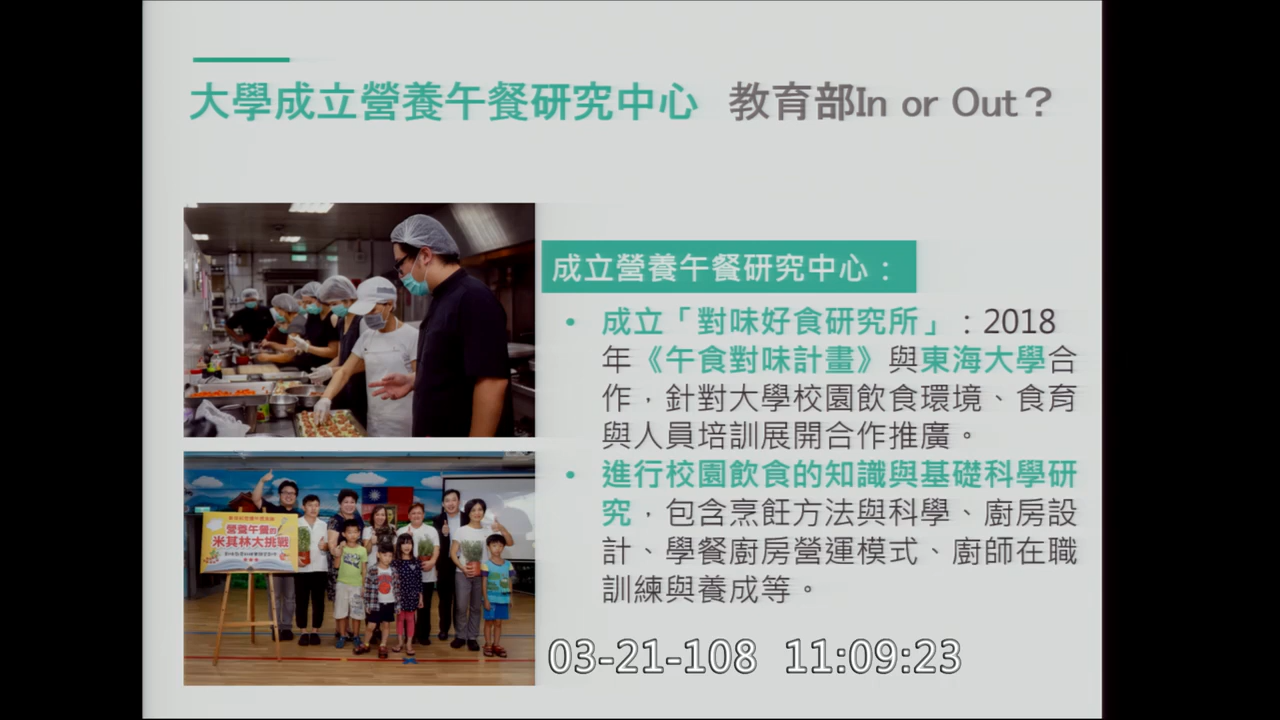 大學成立營養午餐研究中心 教育部In or Out？
成立營養午餐研究中心：
• 成立「對味好食研究所」：2018
年《午食對味計畫》與東海大學合
作，針對大學校園飲食環境、食育
與人員培訓展開合作推廣。
• 進行校園飲食的知識與基礎科學研
究，包含烹飪方法與科學、廚房設
計、學餐廚房營運模式、廚師在職
訓練與養成等。
營養午餐的
米其林大挑戰
03-21-108 11:09:23